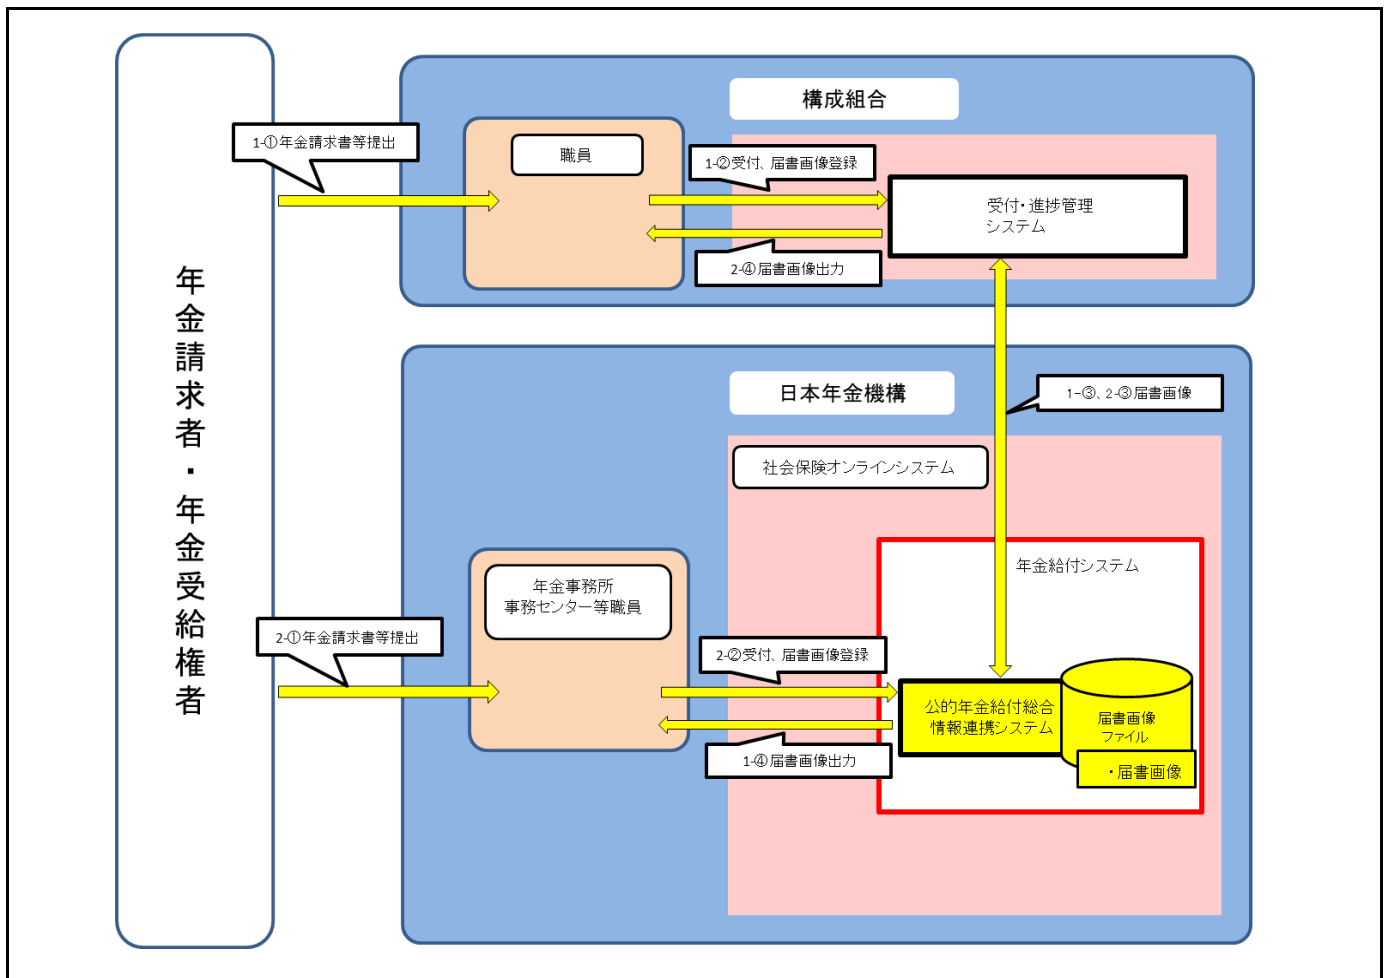 年金請求者・年金受給権者
構成組合
職員
1-①年金請求書等提出
1-②受付、届書画像登録
受付・進捗管理
システム
2-④届書画像出力
日本年金機構
1-③、2-③届書画像
社会保険オンラインシステム
年金給付システム
年金事務所
事務センター等職員
2-①年金請求書等提出
2-②受付、届書画像登録
公的年金給付総合
情報連携システム
届書画像
ファイル
・届書画像
1-④届書画像出力